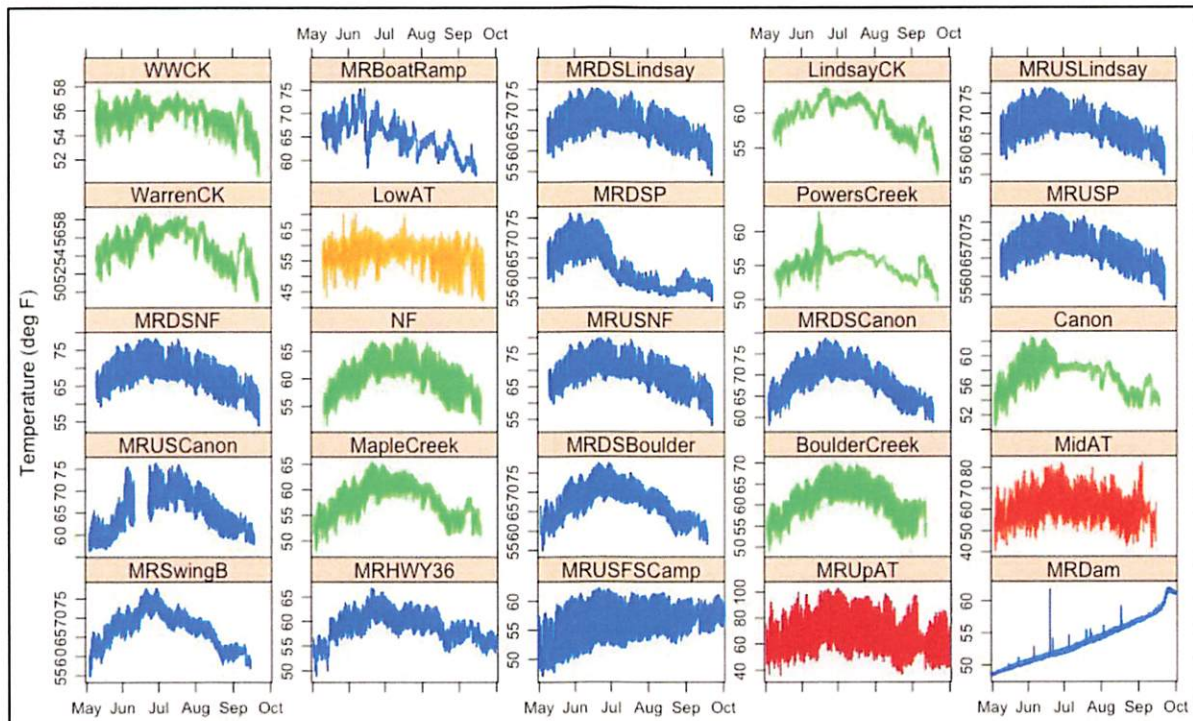 May Jun Jul Aug Sep Oct
May Jun Jul Aug Sep Oct
Temperature (deg F)
WWCK
52 54 56 58
MRBoatRamp
60 65 70 75
MRDSLindsay
55 60 65 70 75
LindsayCK
55 60
MRUSLindsay
55 60 65 70 75
WarrenCK
50 52 54 56 58
LowAT
45 55 65
MRDSP
55 60 65 70 75
PowersCreek
50 55 60
MRUSP
55 60 65 70 75
MRDSNF
55 65 75
NF
55 60 65
MRUSNF
55 65 75
MRDSCanon
60 65 70 75
Canon
52 56 60
MRUSCanon
60 65 70 75
MapleCreek
50 55 60 65
MRDSBoulder
55 60 65 70 75
BoulderCreek
50 55 60 65 70
MidAT
40 50 60 70 80
MRSwingB
55 60 65 70 75
MRHWY36
50 55 60 65
MRUSFSCamp
50 55 60
MRUpAT
40 60 80 100
MRDam
50 55 60
May Jun Jul Aug Sep Oct
May Jun Jul Aug Sep Oct
May Jun Jul Aug Sep Oct